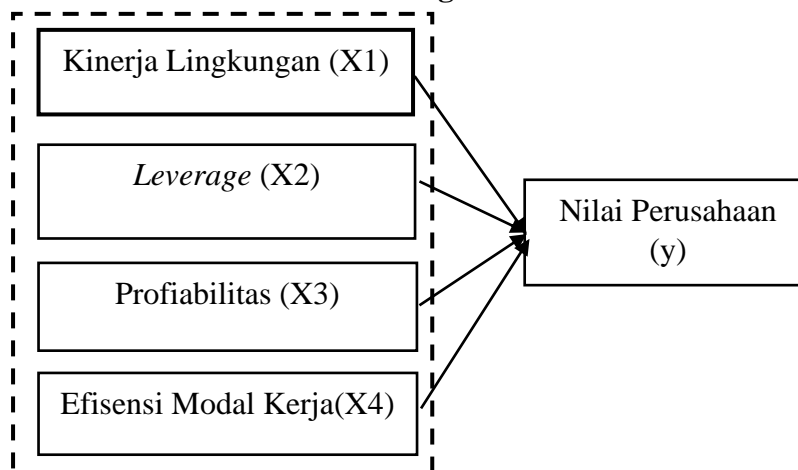 Kinerja Lingkungan (X1)
Leverage (X2)
Profiabilitas (X3)
Efisensi Modal Kerja(X4)
Nilai Perusahaan
(y)